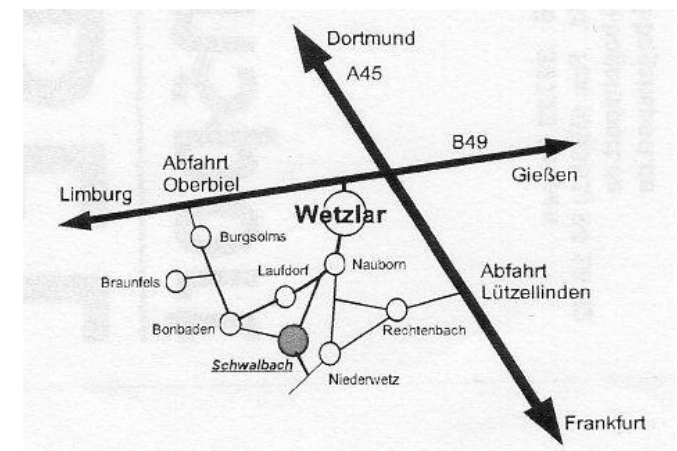 Dortmund
A45
B49
Gießen
Abfahrt
Oberbiel
Limburg
Wetzlar
Burgsolms
Nauborn
Laufdorf
Braunfels
Abfahrt
Lützellinden
Bonbaden
Rechtenbach
Schwalbach
Niederwetz
Frankfurt